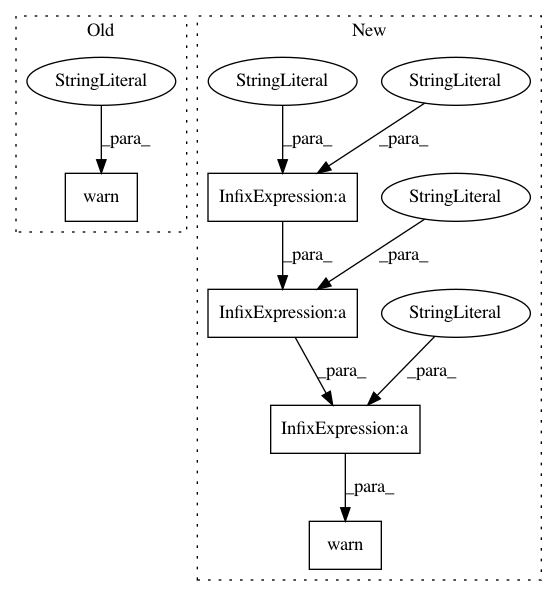 Old
New
StringLiteral
StringLiteral
StringLiteral
_para_
_para_
_para_
warn
InfixExpression:a
StringLiteral
_para_
_para_
InfixExpression:a
StringLiteral
_para_
_para_
InfixExpression:a
_para_
warn